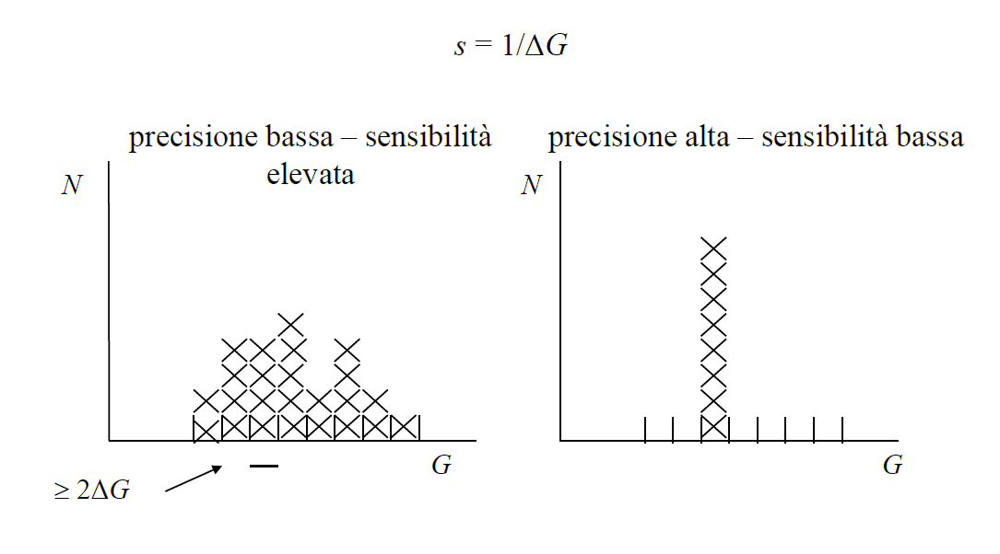 s = 1/ΔG
precisione bassa – sensibilità
elevata
precisione alta – sensibilità bassa
N
N
G
G
≥ 2ΔG